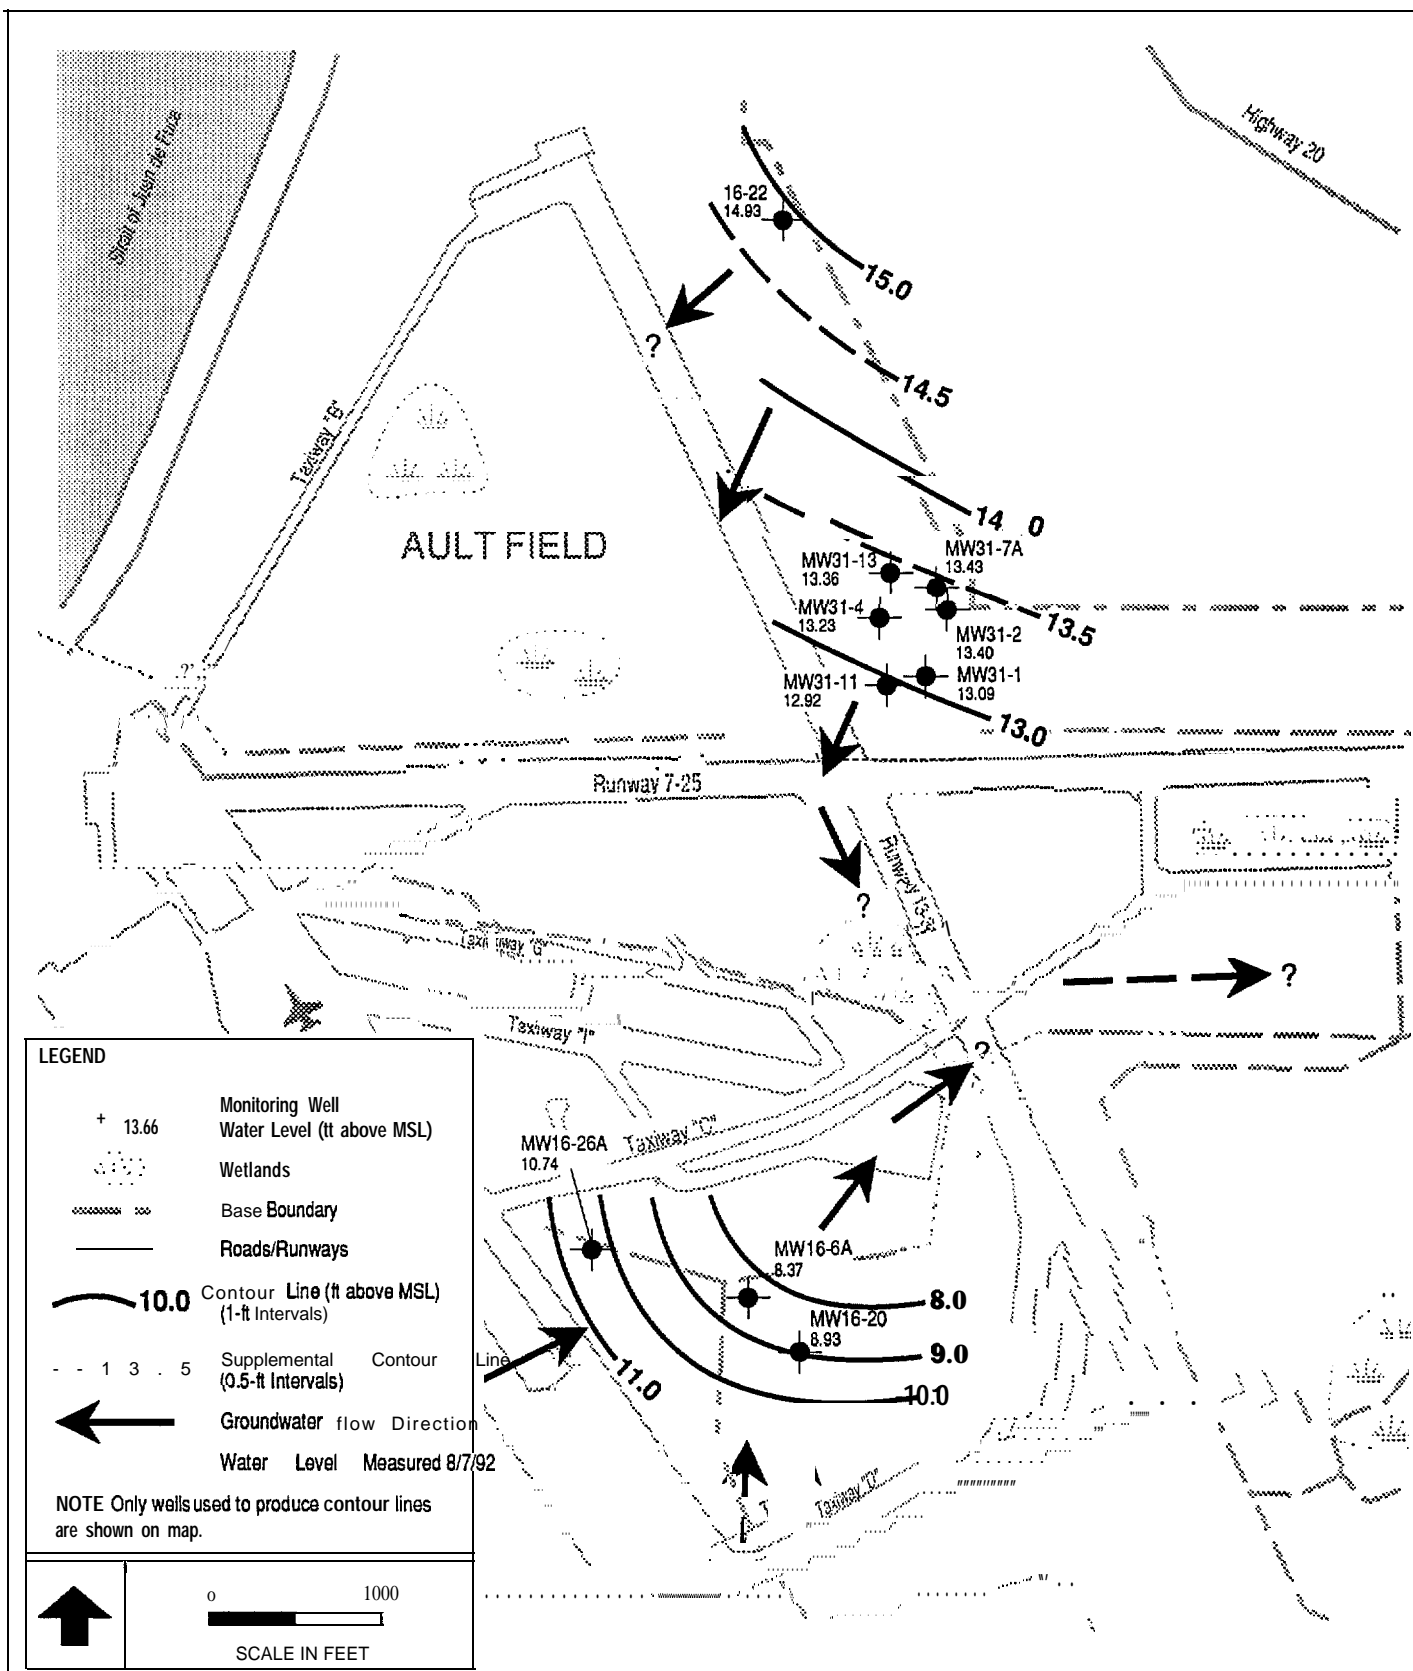 Highway 20
16-22
14.93
15.0
?
14.5
Taxiway "B"
14 . 0
AULT FIELD
MW31-7A
13.43
MW31-13
13.36
MW31-4
13.23
13.5
MW31-2
13.40
MW31-1
13.09
MW31-11
12.92
13.0
?'
Runway 7-25
Runway 13-31
?
Taxiway "G"
?
Taxiway "I"
?
Taxiway "C"
MW16-26A
10.74
MW16-6A
8.37
8.0
MW16-20
8.93
9.0
11.0
10.0
Taxiway "D"
LEGEND
+ 13.66 Monitoring Well
Water Level (tt above MSL)
Wetlands
Base Boundary
Roads/Runways
10.0 Contour Line (ft above MSL)
(1-ft Intervals)
- - 1 3 . 5 Supplemental Contour Line
(0.5-ft Intervals)
Groundwater flow Direction
Water Level Measured 8/7/92
NOTE Only wells used to produce contour lines
are shown on map.
0 1000
SCALE IN FEET